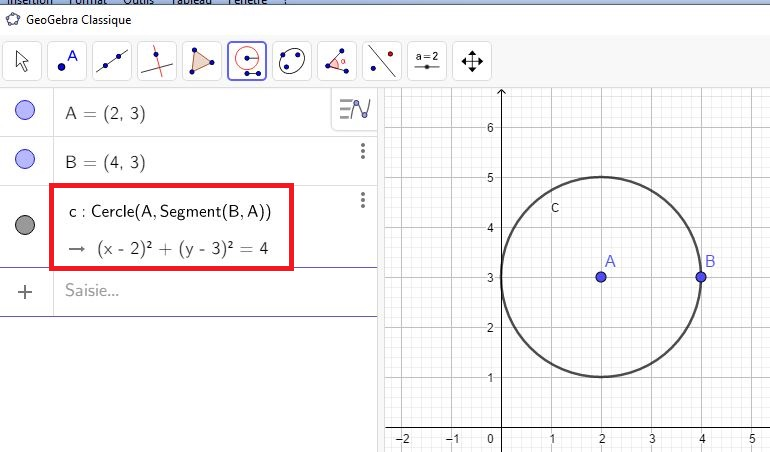 Insertion Format Outils Tableau Fenêtre ?
GeoGebra Classique
A
α
a = 2
A = (2, 3)
B = (4, 3)
c : Cercle(A, Segment(B, A))
→ (x - 2)² + (y - 3)² = 4
+ Saisie...
6
5
4
3
2
1
c
A
B
-2 -1 0 1 2 3 4 5